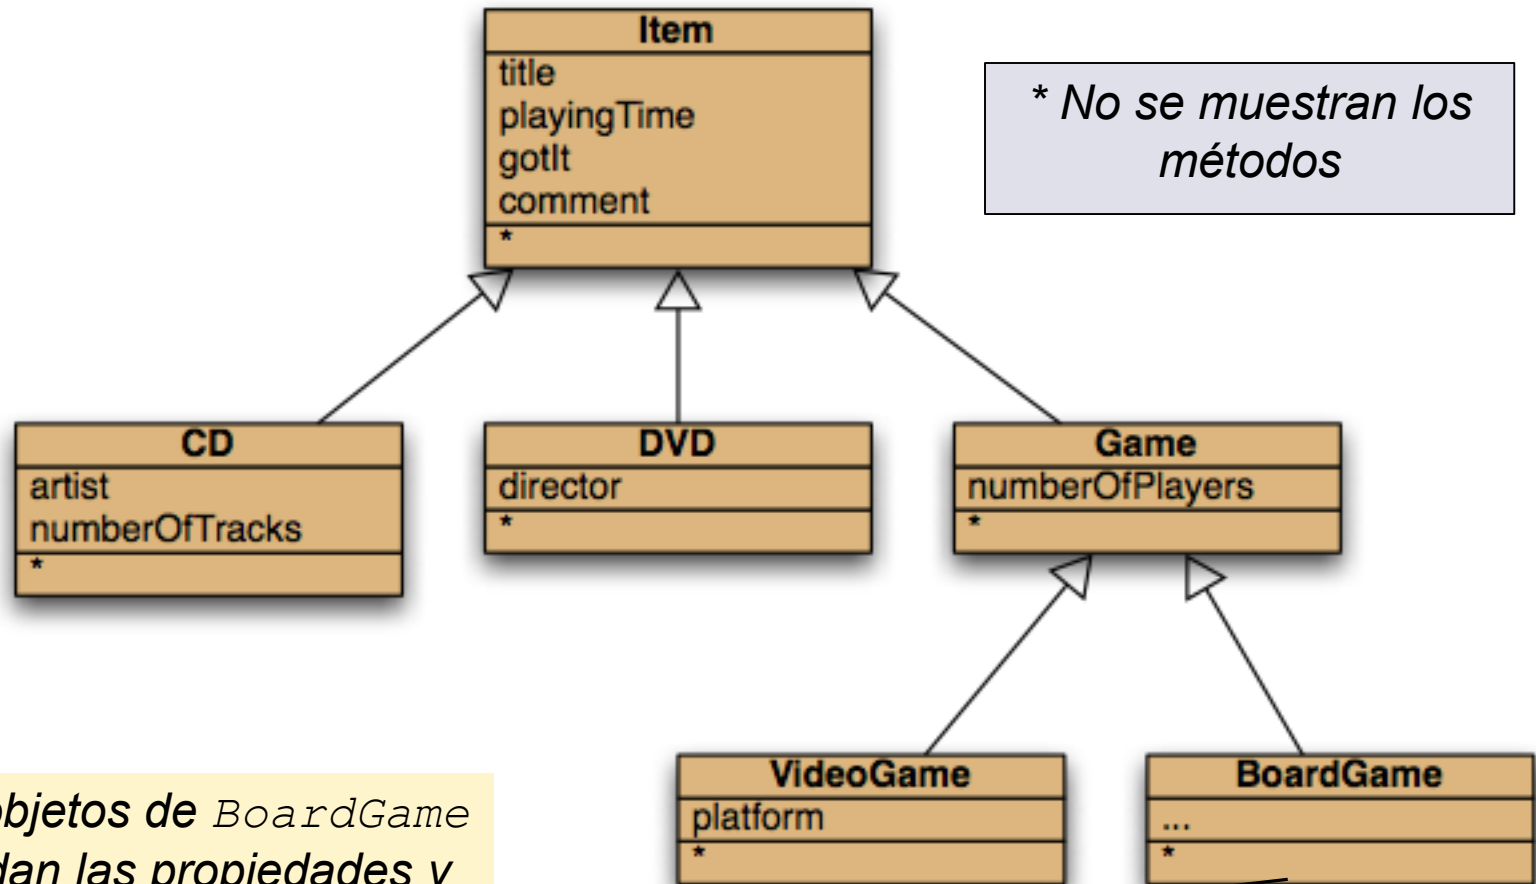 Item
title
playingTime
gotIt
comment
*
* No se muestran los
métodos
CD
artist
numberOfTracks
*
DVD
director
*
Game
numberOfPlayers
*
VideoGame
platform
*
BoardGame
...
*
objetos de BoardGame
dan las propiedades y